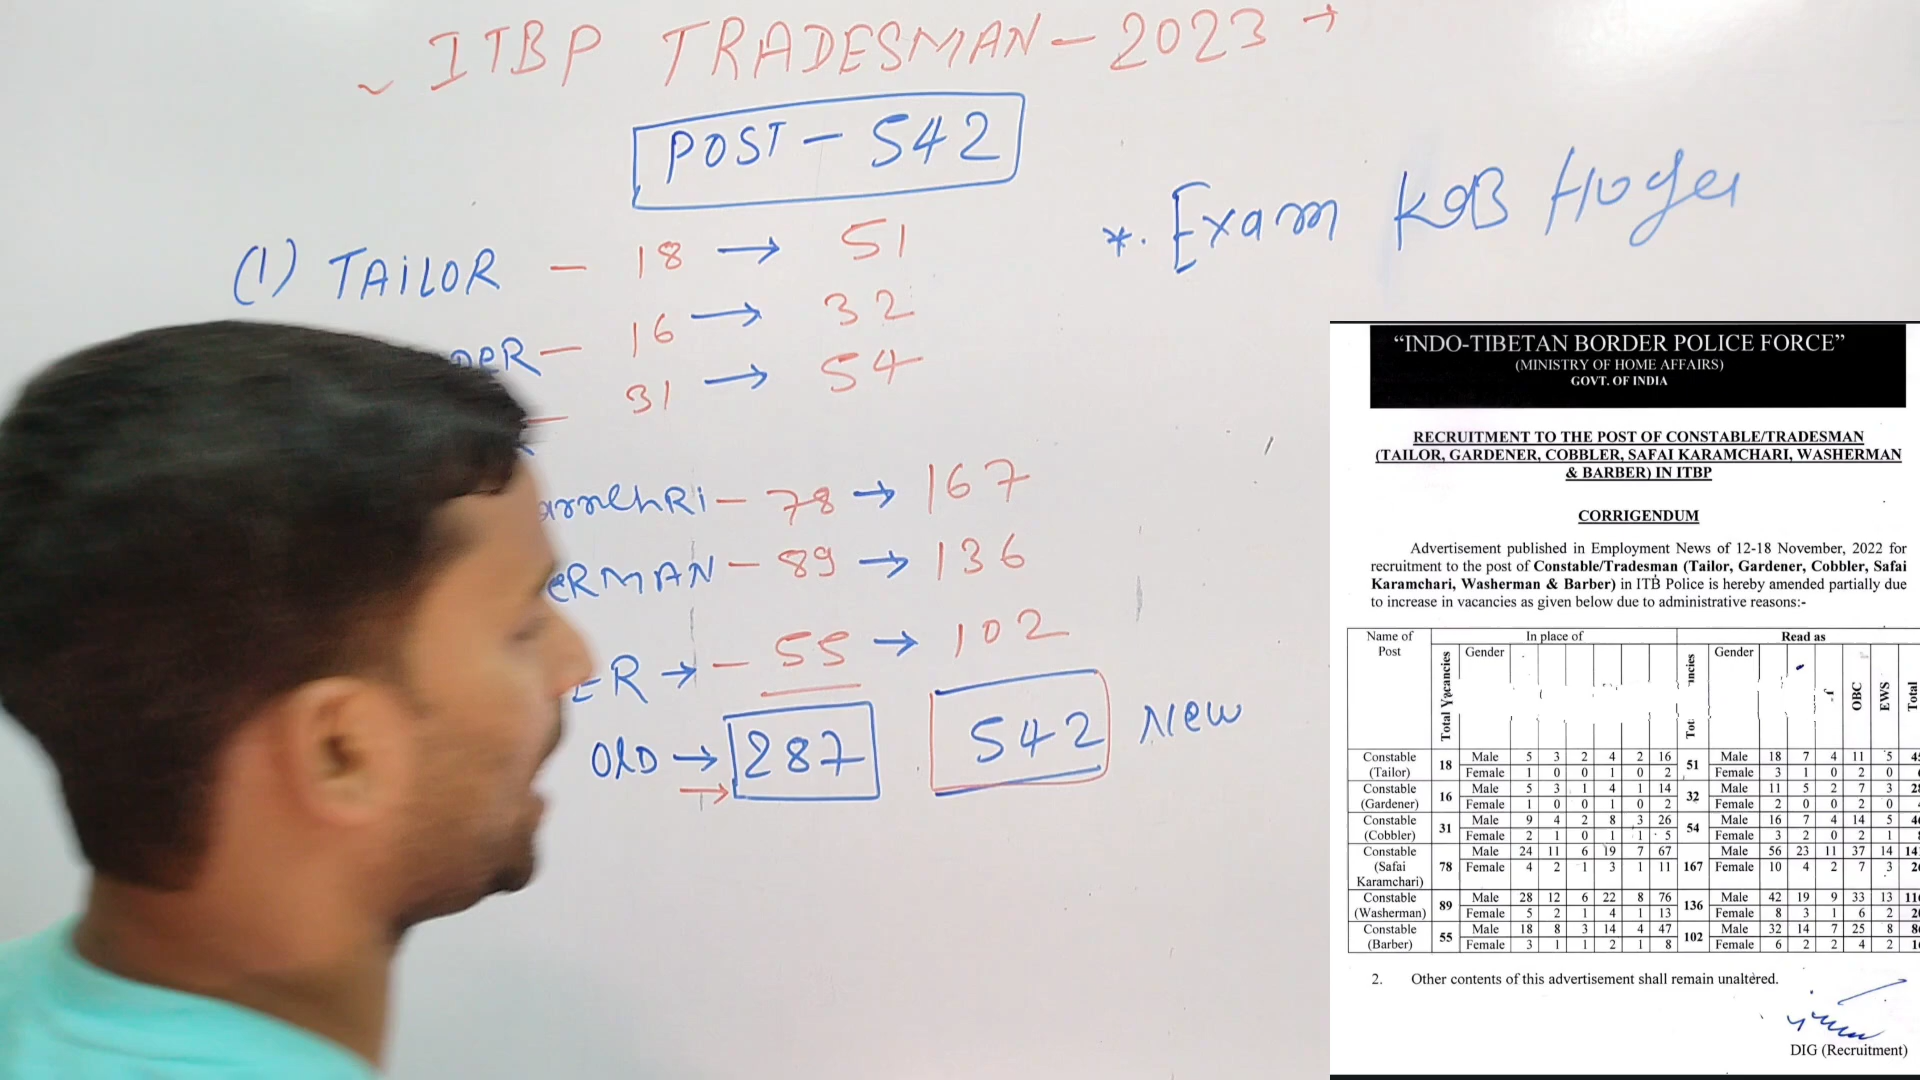 ITBP TRADESMAN - 2023 →
POST - 542
(1) TAILOR - 18 → 51
DER - 16 → 32
- 31 → 54
- 78 → 167
ERMAN - 89 → 136
ER → - 55 → 102
OLD → 287 542 New
*. Exam KaB Hoga
"INDO-TIBETAN BORDER POLICE FORCE"
(MINISTRY OF HOME AFFAIRS)
GOVT. OF INDIA
RECRUITMENT TO THE POST OF CONSTABLE/TRADESMAN
(TAILOR, GARDENER, COBBLER, SAFAI KARAMCHARI, WASHERMAN
& BARBER) IN ITBP
CORRIGENDUM
Advertisement published in Employment News of 12-18 November, 2022 for
recruitment to the post of Constable/Tradesman (Tailor, Gardener, Cobbler, Safai
Karamchari, Washerman & Barber) in ITB Police is hereby amended partially due
to increase in vacancies as given below due to administrative reasons:-
Name of Post In place of Read as
Total Vacancies Gender Gender OBC EWS Total
Constable (Tailor) 18 Male 5 3 2 4 2 16 51 Male 18 7 4 11 5
Female 1 0 0 1 0 2 Female 3 1 0 2 0
Constable (Gardener) 16 Male 5 3 1 4 1 14 32 Male 11 5 2 7 3
Female 1 0 0 1 0 2 Female 2 0 0 2 0
Constable (Cobbler) 31 Male 9 4 2 8 3 26 54 Male 16 7 4 14 5
Female 2 1 0 1 1 5 Female 3 2 0 2 1
Constable (Safai Karamchari) 78 Male 24 11 6 19 7 67 167 Male 56 23 11 37 14
Female 4 2 1 3 1 11 Female 10 4 2 7 3
Constable (Washerman) 89 Male 28 12 6 22 8 76 136 Male 42 19 9 33 13
Female 5 2 1 4 1 13 Female 8 3 1 6 2
Constable (Barber) 55 Male 18 8 3 14 4 47 102 Male 32 14 7 25 8
Female 3 1 1 2 1 8 Female 6 2 2 4 2
2. Other contents of this advertisement shall remain unaltered.
DIG (Recruitment)